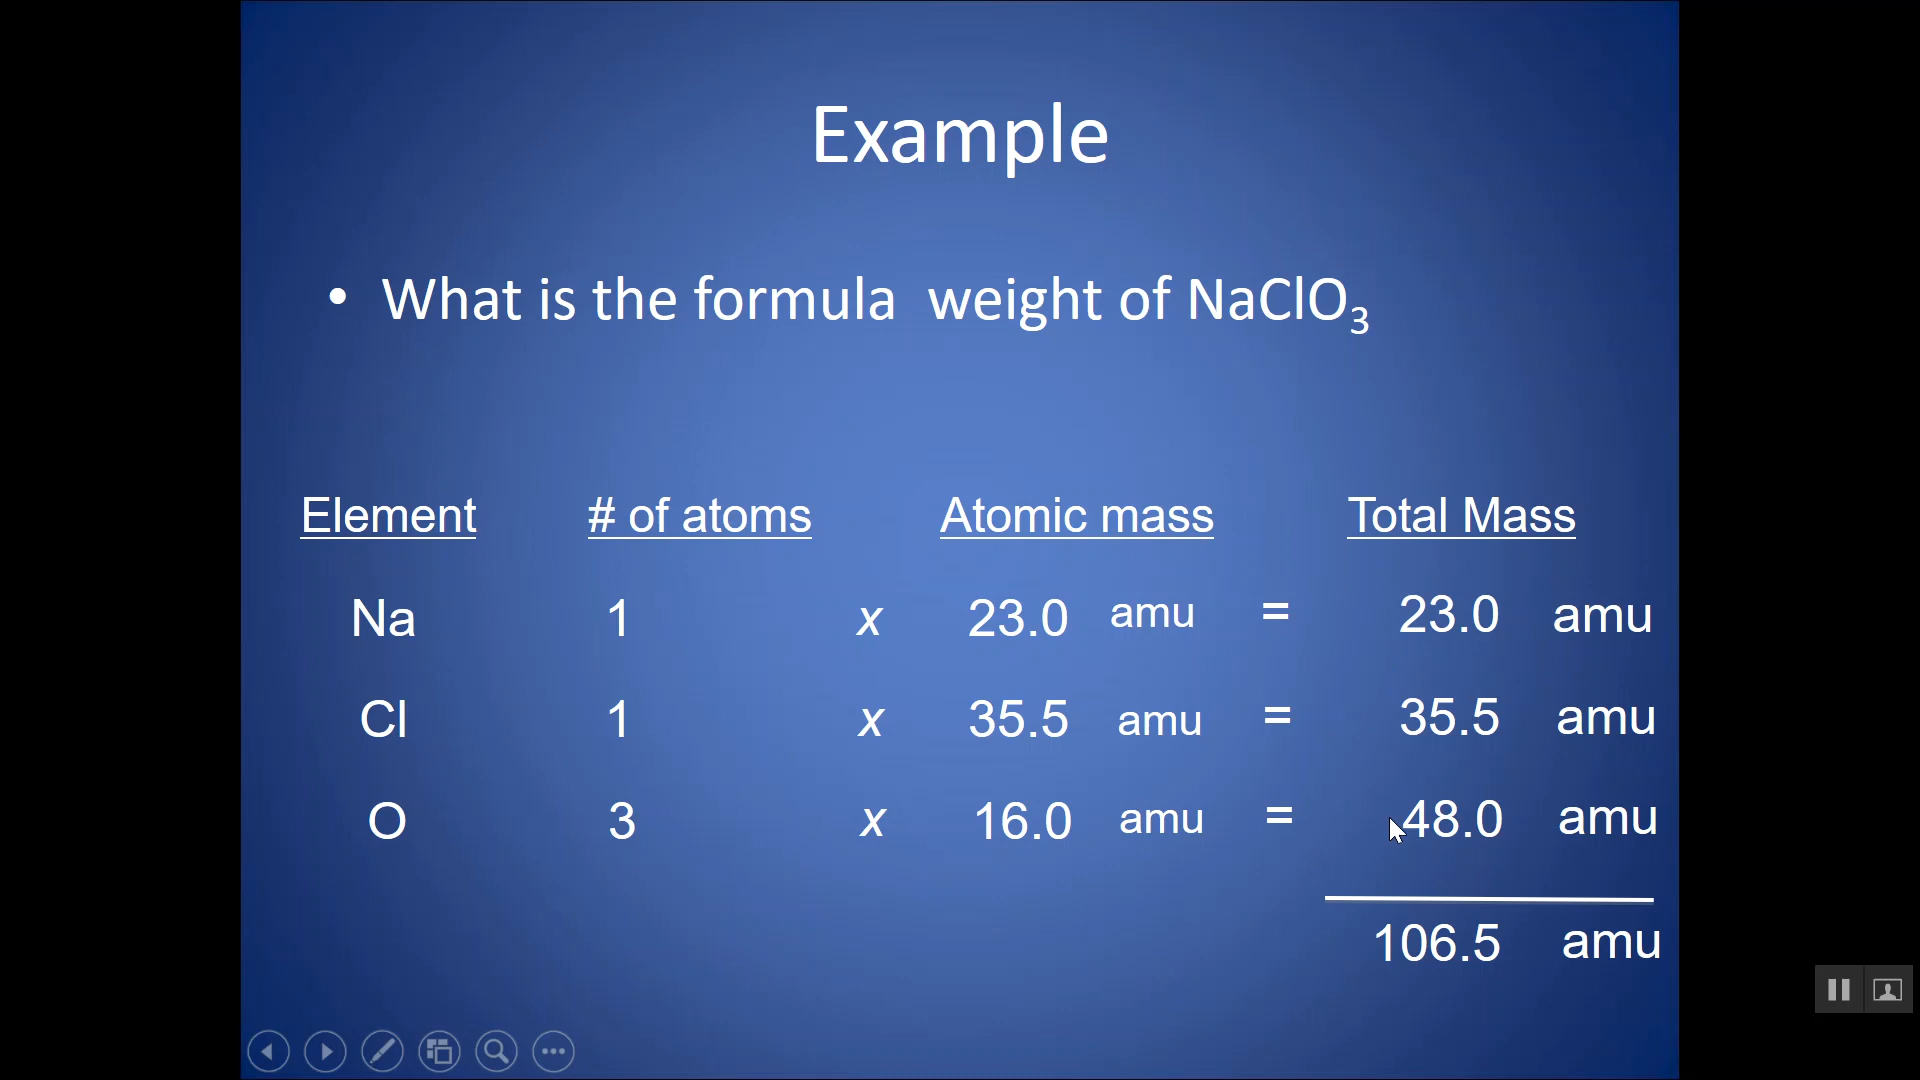 Example
• What is the formula  weight of NaClO₃
Element # of atoms Atomic mass Total Mass
Na 1 x 23.0 amu = 23.0 amu
Cl 1 x 35.5 amu = 35.5 amu
O 3 x 16.0 amu = 48.0 amu
106.5 amu